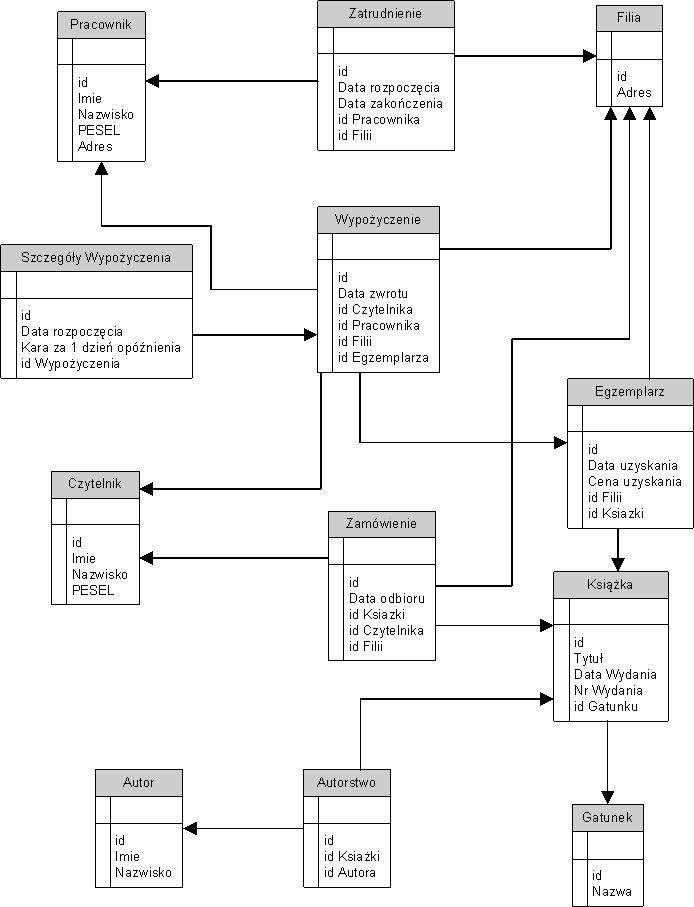 Pracownik
id
Imie
Nazwisko
PESEL
Adres
Zatrudnienie
id
Data rozpoczęcia
Data zakończenia
id Pracownika
id Filii
Filia
id
Adres
Szczegóły Wypożyczenia
id
Data rozpoczęcia
Kara za 1 dzień opóźnienia
id Wypożyczenia
Wypożyczenie
id
Data zwrotu
id Czytelnika
id Pracownika
id Filii
id Egzemplarza
Egzemplarz
id
Data uzyskania
Cena uzyskania
id Filii
id Ksiazki
Czytelnik
id
Imie
Nazwisko
PESEL
Zamówienie
id
Data odbioru
id Ksiazki
id Czytelnika
id Filii
Książka
id
Tytuł
Data Wydania
Nr Wydania
id Gatunku
Autor
id
Imie
Nazwisko
Autorstwo
id
id Książki
id Autora
Gatunek
id
Nazwa